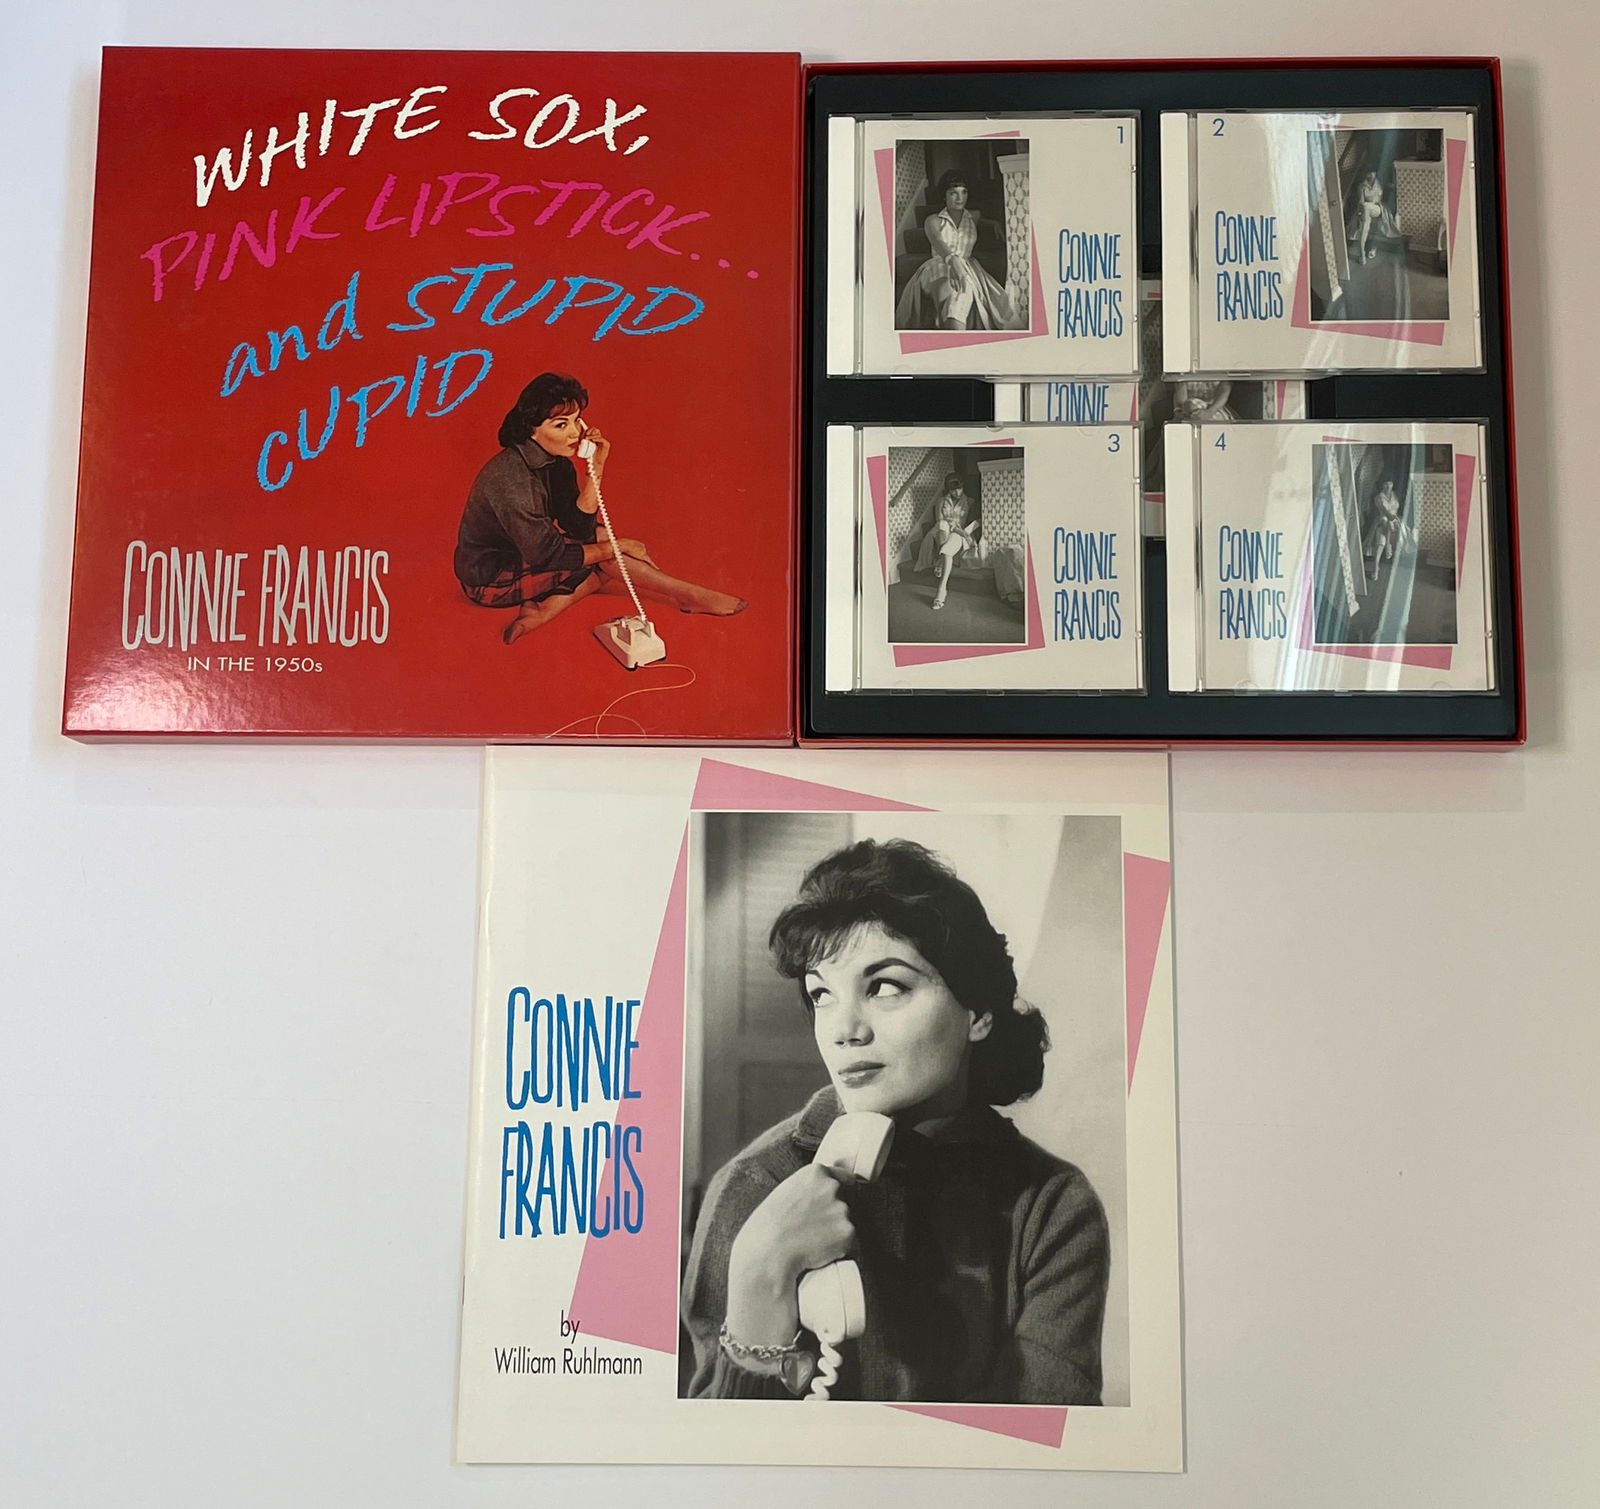 WHITE SOX,
PINK LIPSTICK...
and STUPID
CUPID
CONNIE FRANCIS
IN THE 1950s
1
CONNIE
FRANCIS
2
CONNIE
FRANCIS
CONNIE
3
CONNIE
FRANCIS
4
CONNIE
FRANCIS
CONNIE
FRANCIS
by
William Ruhlmann